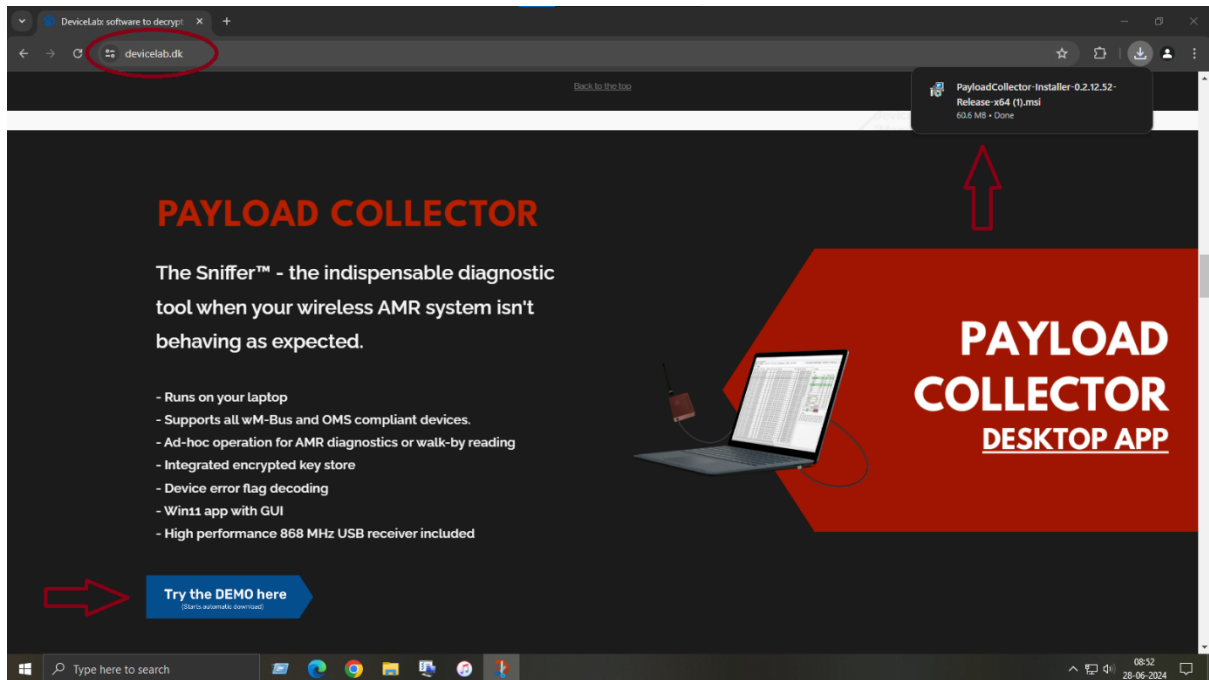 DeviceLab: software to decrypt
devicelab.dk
Back to the top
PayloadCollector-Installer-0.2.12.52-
Release-x64 (1).msi
60.6 MB • Done
PAYLOAD COLLECTOR
The Sniffer™ - the indispensable diagnostic
tool when your wireless AMR system isn't
behaving as expected.
- Runs on your laptop
- Supports all wM-Bus and OMS compliant devices.
- Ad-hoc operation for AMR diagnostics or walk-by reading
- Integrated encrypted key store
- Device error flag decoding
- Win11 app with GUI
- High performance 868 MHz USB receiver included
Try the DEMO here
(Starts automatic download)
PAYLOAD
COLLECTOR
DESKTOP APP
Type here to search
08:52
28-06-2024